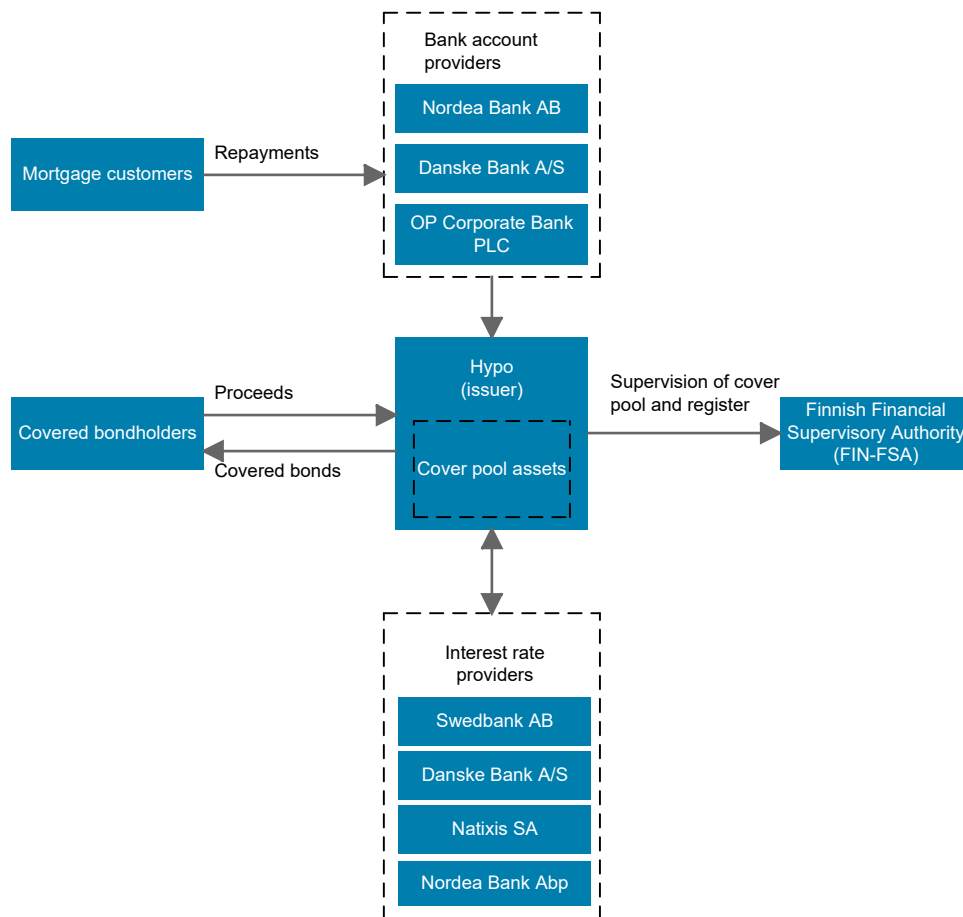 Bank account
providers
Nordea Bank AB
Danske Bank A/S
OP Corporate Bank
PLC
Mortgage customers
Repayments
Hypo
(issuer)
Cover pool assets
Covered bondholders
Proceeds
Covered bonds
Supervision of cover
pool and register
Finnish Financial
Supervisory Authority
(FIN-FSA)
Interest rate
providers
Swedbank AB
Danske Bank A/S
Natixis SA
Nordea Bank Abp